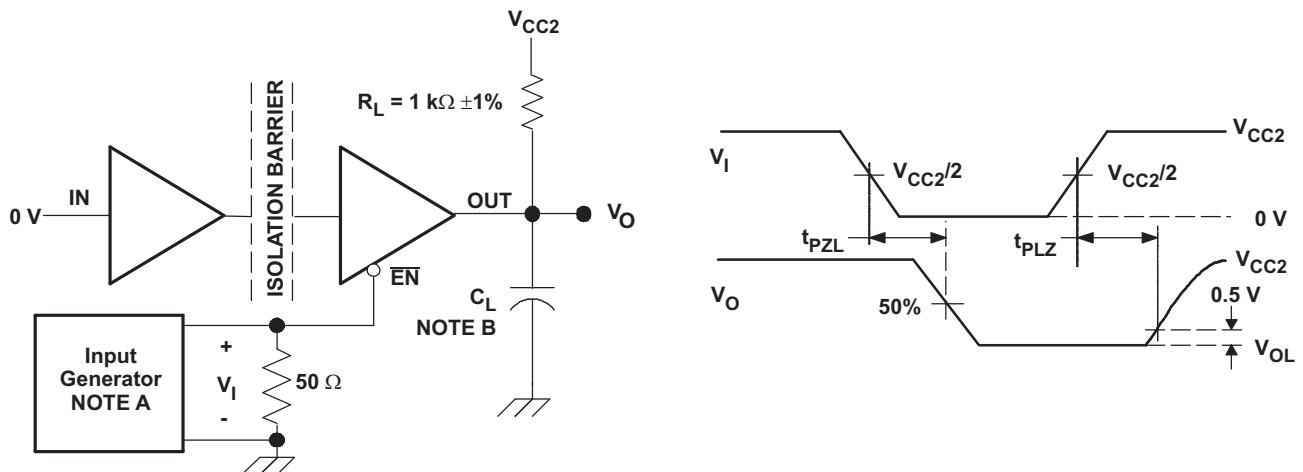 VCC2
RL = 1 kΩ ±1%
ISOLATION BARRIER
IN
0 V
OUT
VO
EN
CL
NOTE B
Input
Generator
NOTE A
+
VI
-
50 Ω
VI
VCC2
VCC2/2
VCC2/2
0 V
tPZL
tPLZ
VO
VCC2
50%
0.5 V
VOL